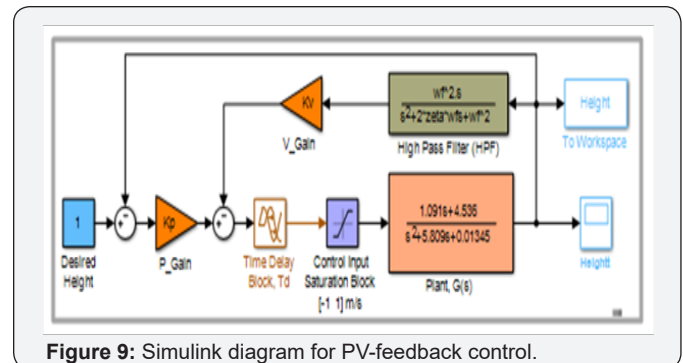 Kv
V_Gain
wf^2.s
s^2+2*zeta*wfs+wf^2
High Pass Filter (HPF)
Height
To Workspace
1
Desired
Height
Kp
P_Gain
Time Delay
Block, Td
Control Input
Saturation Block
[-1 1] m/s
1.091s+4.536
s^2+5.809s+0.01345
Plant, G(s)
Height1
Figure 9: Simulink diagram for PV-feedback control.